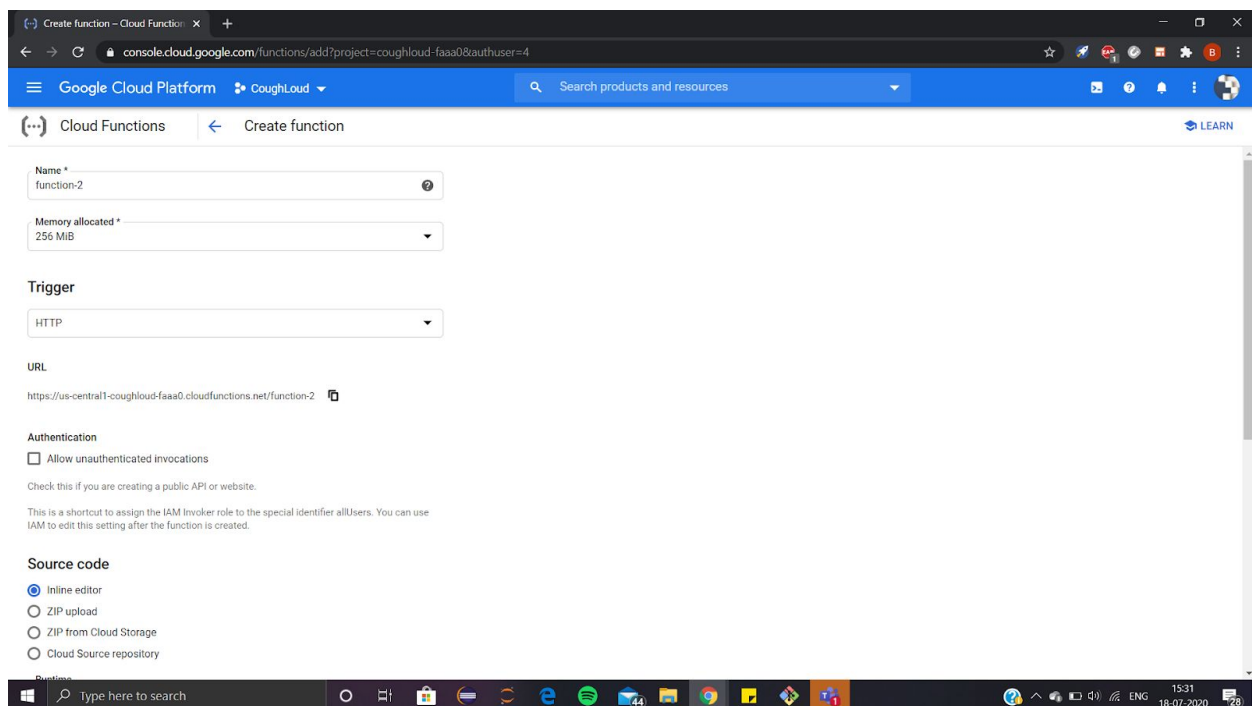 Create function – Cloud Function
console.cloud.google.com/functions/add?project=coughloud-faaa0&authuser=4
1
B
Google Cloud Platform CoughLoud Search products and resources
Cloud Functions Create function LEARN
Name *
function-2
Memory allocated *
256 MiB
Trigger
HTTP
URL
https://us-central1-coughloud-faaa0.cloudfunctions.net/function-2
Authentication
Allow unauthenticated invocations
Check this if you are creating a public API or website.
This is a shortcut to assign the IAM Invoker role to the special identifier allUsers. You can use
IAM to edit this setting after the function is created.
Source code
Inline editor
ZIP upload
ZIP from Cloud Storage
Cloud Source repository
Runtime
Type here to search 44 ENG 15:31
18-07-2020 28